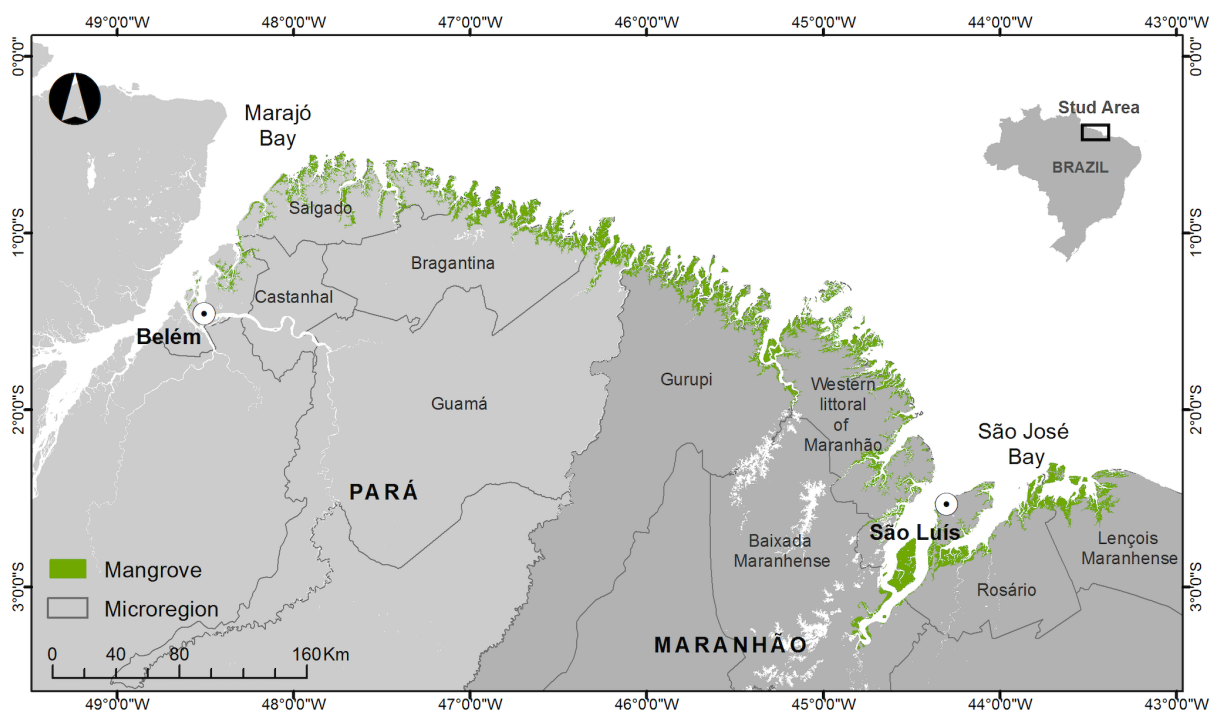 49°0'0"W 48°0'0"W 47°0'0"W 46°0'0"W 45°0'0"W 44°0'0"W 43°0'0"W
0°0'0"
0°0'0"
Marajó
Bay
Stud Area
BRAZIL
Salgado
1°0'0"S
1°0'0"S
Bragantina
Castanhal
Belém
Gurupi
Western
littoral
of
Maranhão
Guamá
2°0'0"S
2°0'0"S
São José
Bay
PARÁ
São Luís
Baixada
Maranhense
Lençois
Maranhense
Mangrove
Rosário
3°0'0"S
3°0'0"S
Microregion
MARANHÃO
0 40 80 160 Km
49°0'0"W 48°0'0"W 47°0'0"W 46°0'0"W 45°0'0"W 44°0'0"W 43°0'0"W